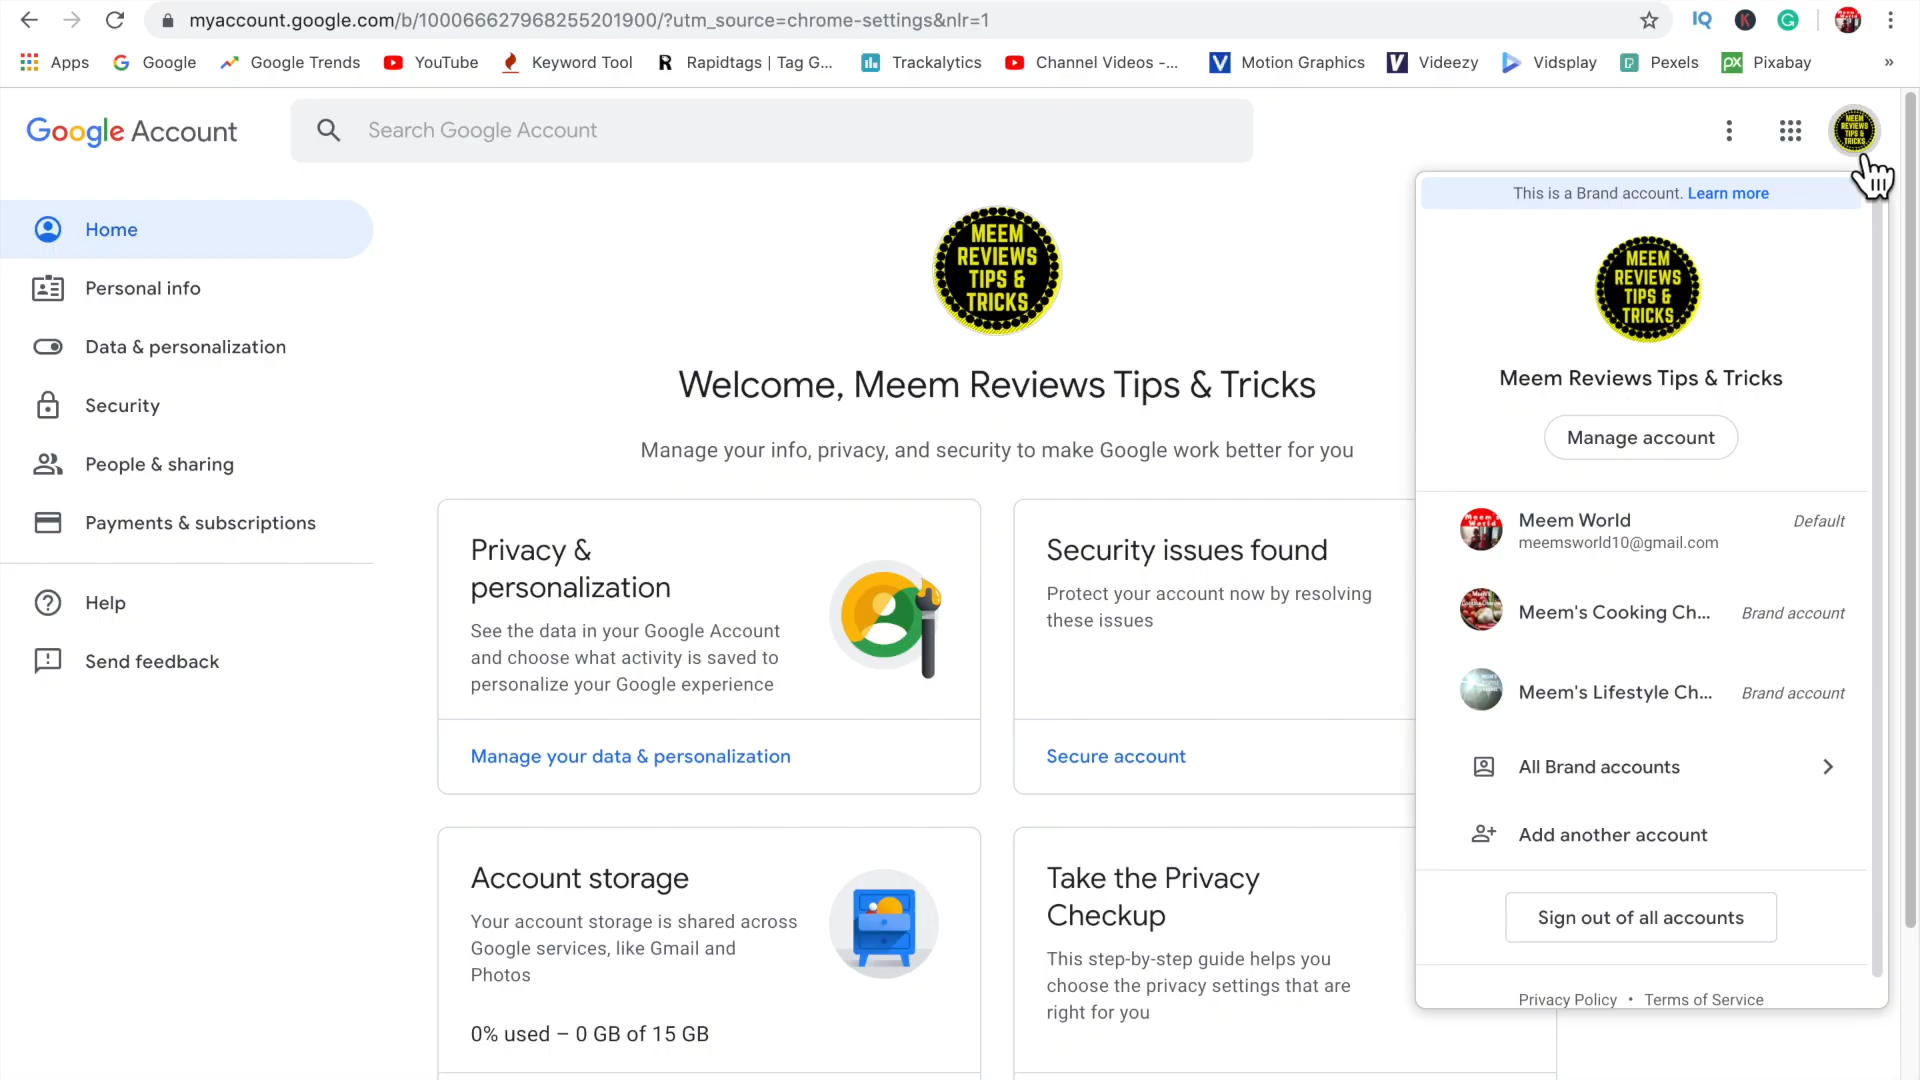 myaccount.google.com/b/100066627968255201900/?utm_source=chrome-settings&nlr=1
IQ
K
Apps
Google
Google Trends
YouTube
Keyword Tool
R Rapidtags | Tag G...
Trackalytics
Channel Videos -...
Motion Graphics
Videezy
Vidsplay
Pexels
px Pixabay
»
Google Account
Search Google Account
MEEM
REVIEWS
TIPS &
TRICKS
This is a Brand account. Learn more
Home
Personal info
Data & personalization
Security
People & sharing
Payments & subscriptions
Help
Send feedback
MEEM
REVIEWS
TIPS &
TRICKS
Welcome, Meem Reviews Tips & Tricks
Manage your info, privacy, and security to make Google work better for you
Privacy &
personalization
See the data in your Google Account
and choose what activity is saved to
personalize your Google experience
Manage your data & personalization
Security issues found
Protect your account now by resolving
these issues
Secure account
Account storage
Your account storage is shared across
Google services, like Gmail and
Photos
0% used – 0 GB of 15 GB
Take the Privacy
Checkup
This step-by-step guide helps you
choose the privacy settings that are
right for you
MEEM
REVIEWS
TIPS &
TRICKS
Meem Reviews Tips & Tricks
Manage account
Meem World
Default
meemsworld10@gmail.com
Meem's Cooking Ch...
Brand account
Meem's Lifestyle Ch...
Brand account
All Brand accounts
Add another account
Sign out of all accounts
Privacy Policy • Terms of Service